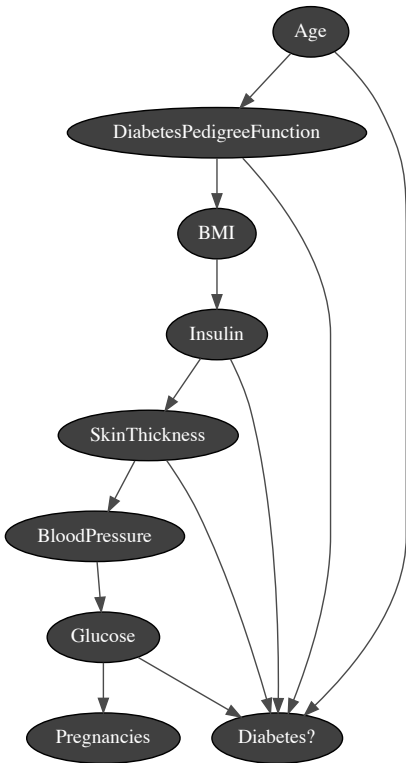 Age
DiabetesPedigreeFunction
BMI
Insulin
SkinThickness
BloodPressure
Glucose
Pregnancies
Diabetes?